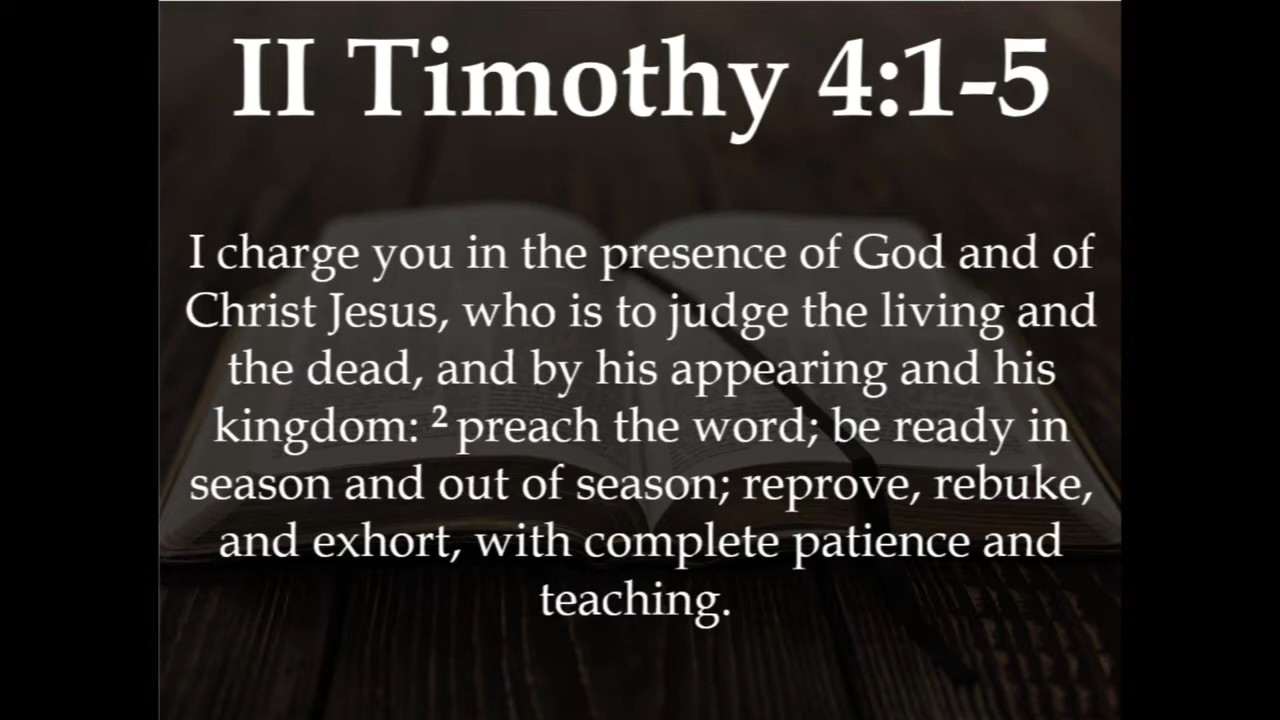 II Timothy 4:1-5
I charge you in the presence of God and of
Christ Jesus, who is to judge the living and
the dead, and by his appearing and his
kingdom: ² preach the word; be ready in
season and out of season; reprove, rebuke,
and exhort, with complete patience and
teaching.